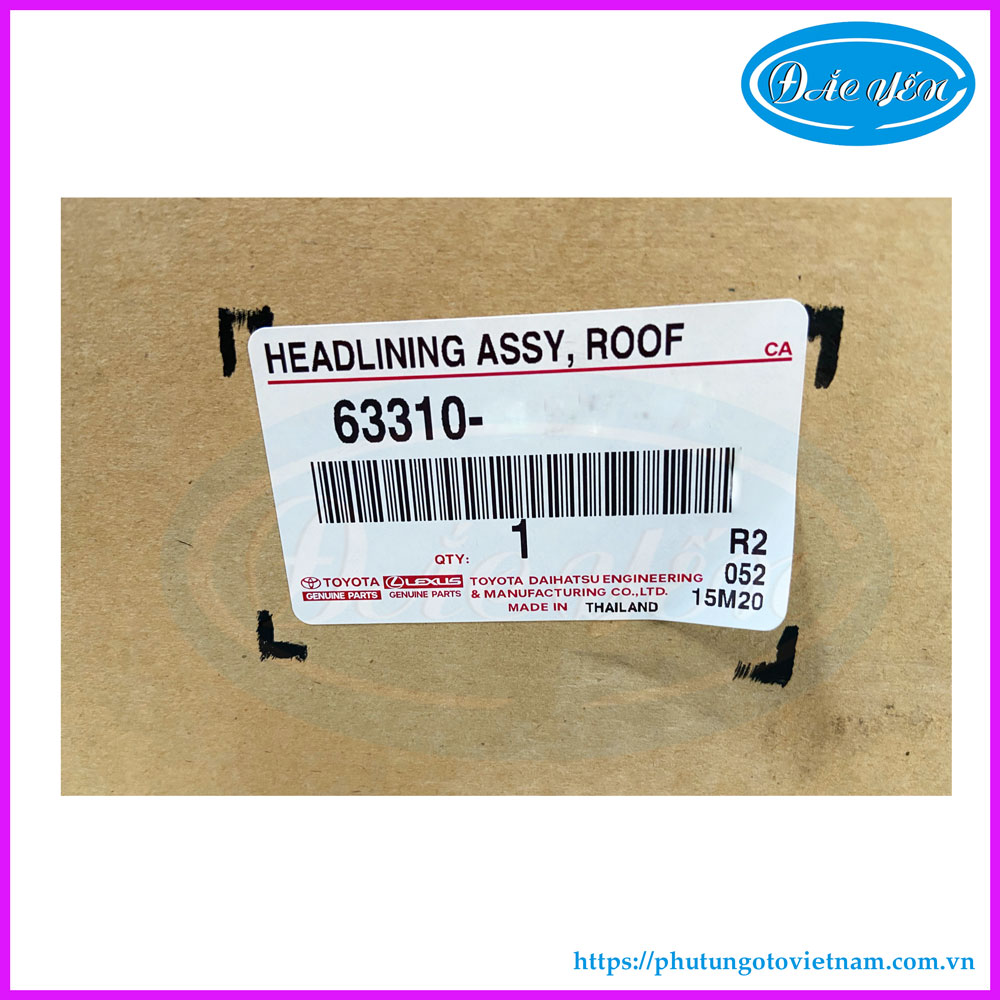 ĐẮC YẾN
HEADLINING ASSY, ROOF
CA
63310-
QTY: 1
R2
052
15M20
TOYOTA
GENUINE PARTS
LEXUS
GENUINE PARTS
TOYOTA DAIHATSU ENGINEERING
& MANUFACTURING CO.,LTD.
MADE IN THAILAND
https://phutungotovietnam.com.vn